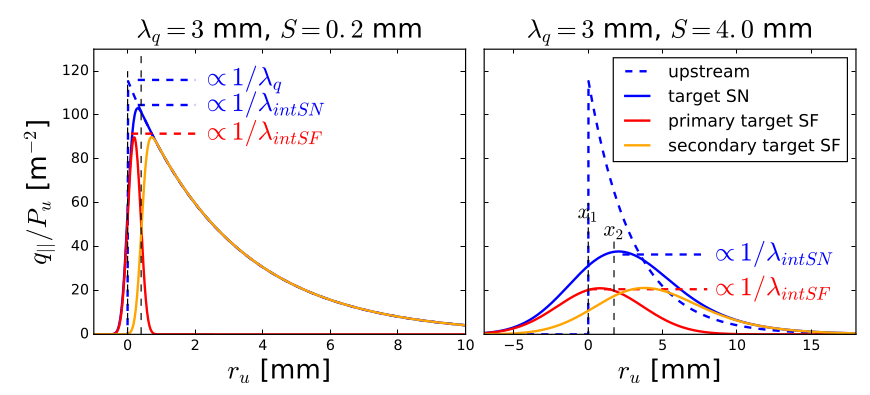 λq = 3 mm, S = 0.2 mm
120
100
80
60
40
20
0
q||/Pu [m−2]
∝ 1/λq
∝ 1/λintSN
∝ 1/λintSF
0 2 4 6 8 10
ru [mm]
λq = 3 mm, S = 4.0 mm
upstream
target SN
primary target SF
secondary target SF
x1
x2
∝ 1/λintSN
∝ 1/λintSF
−5 0 5 10 15
ru [mm]